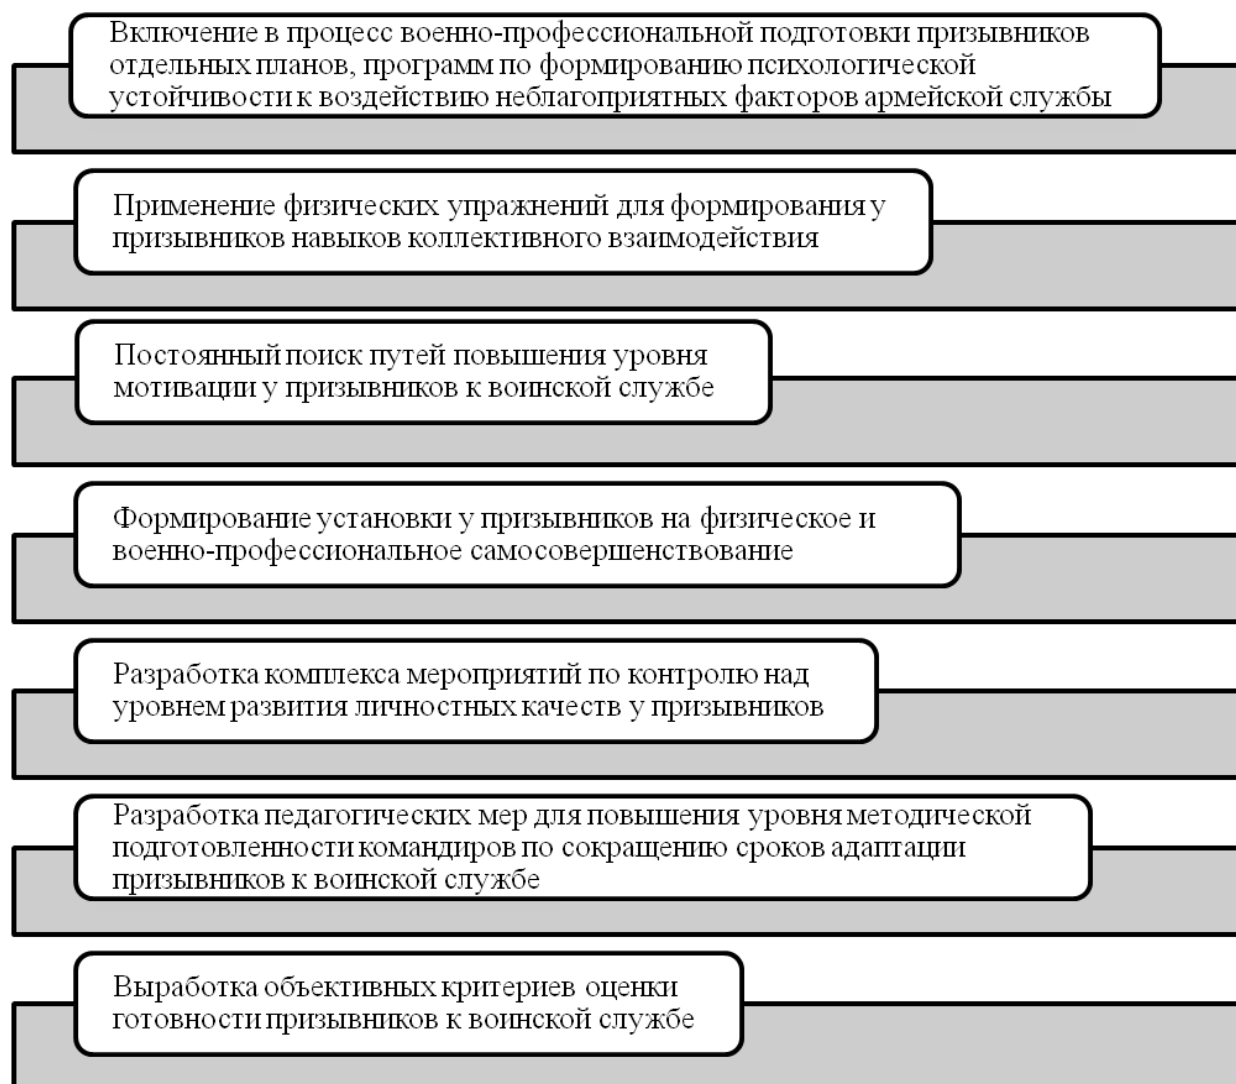 Включение в процесс военно-профессиональной подготовки призывников
отдельных планов, программ по формированию психологической
устойчивости к воздействию неблагоприятных факторов армейской службы
Применение физических упражнений для формирования у
призывников навыков коллективного взаимодействия
Постоянный поиск путей повышения уровня
мотивации у призывников к воинской службе
Формирование установки у призывников на физическое и
военно-профессиональное самосовершенствование
Разработка комплекса мероприятий по контролю над
уровнем развития личностных качеств у призывников
Разработка педагогических мер для повышения уровня методической
подготовленности командиров по сокращению сроков адаптации
призывников к воинской службе
Выработка объективных критериев оценки
готовности призывников к воинской службе